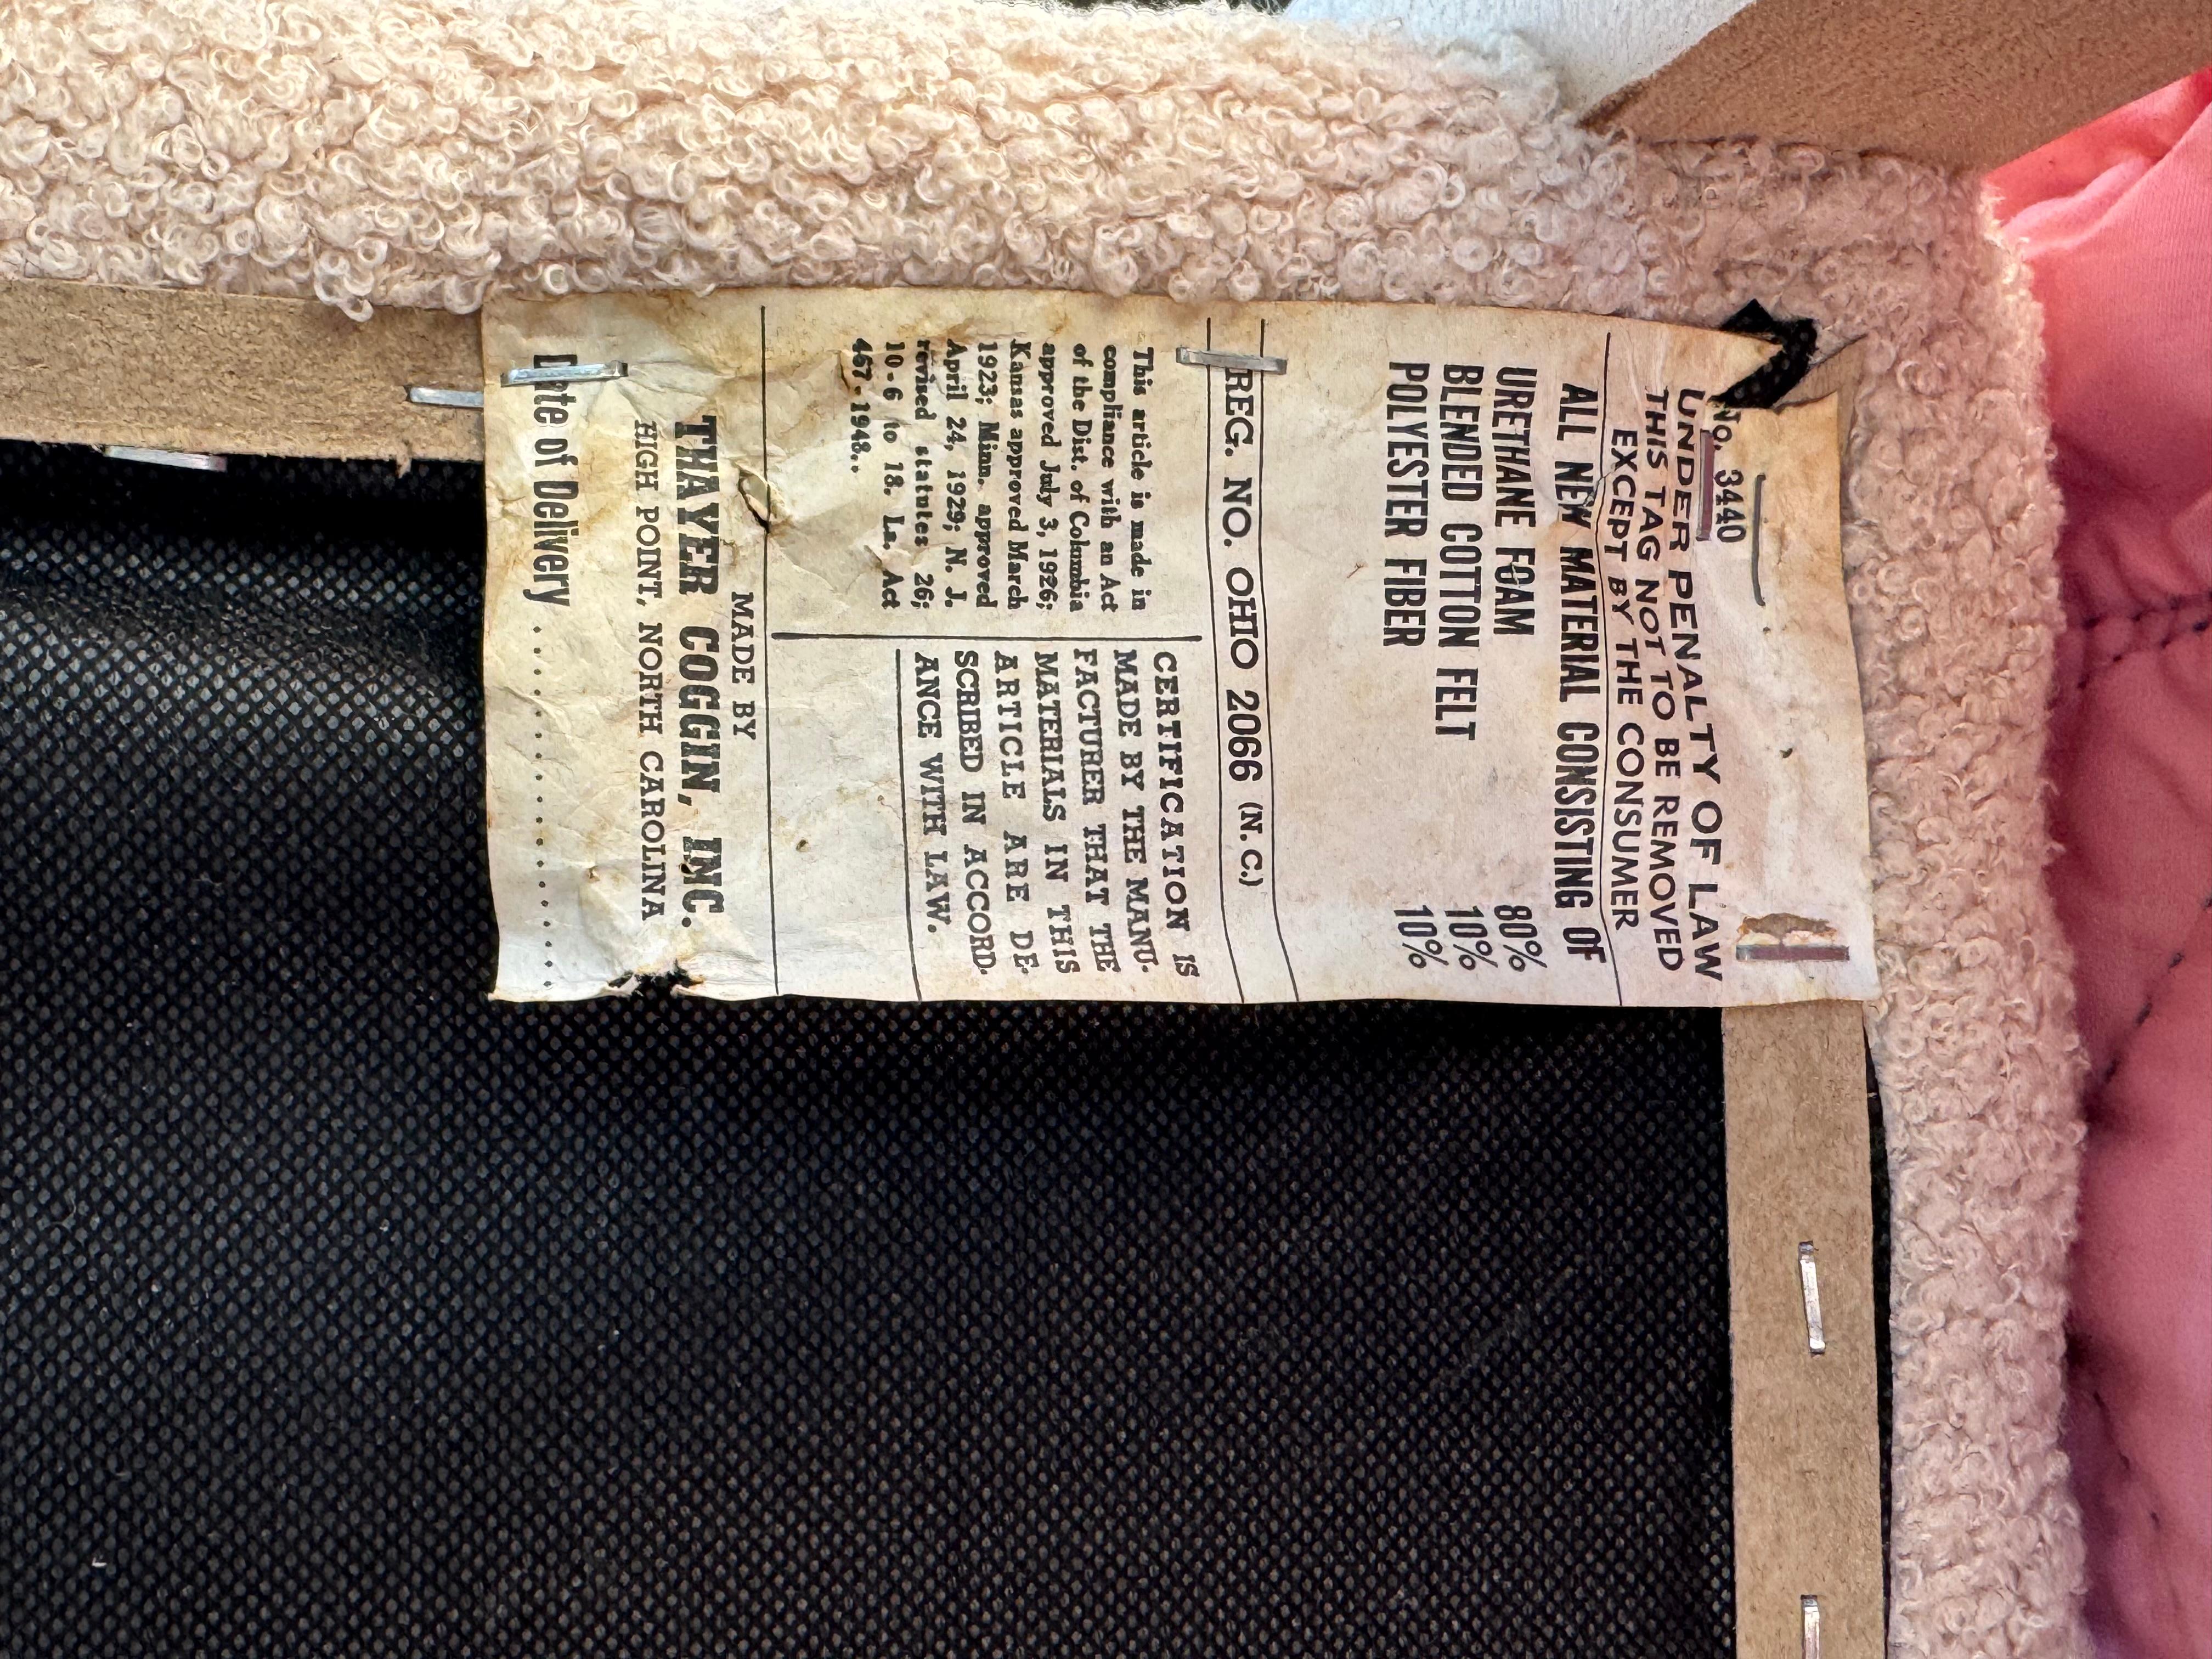 No. 3440
UNDER PENALTY OF LAW
THIS TAG NOT TO BE REMOVED
EXCEPT BY THE CONSUMER
ALL NEW MATERIAL CONSISTING OF
URETHANE FOAM 80%
BLENDED COTTON FELT 10%
POLYESTER FIBER 10%
REG. NO. OHIO 2066 (N. C.)
This article is made in
compliance with an Act
of the Dist. of Columbia
approved July 3, 1926;
Kansas approved March
1923; Minn. approved
April 24, 1929; N. J.
revised statutes 26;
10-6 to 18. La. Act
467-1948..
CERTIFICATION IS
MADE BY THE MANU-
FACTURER THAT THE
MATERIALS IN THIS
ARTICLE ARE DE-
SCRIBED IN ACCORD-
ANCE WITH LAW.
MADE BY
THAYER COGGIN, INC.
HIGH POINT, NORTH CAROLINA
Date of Delivery ....................